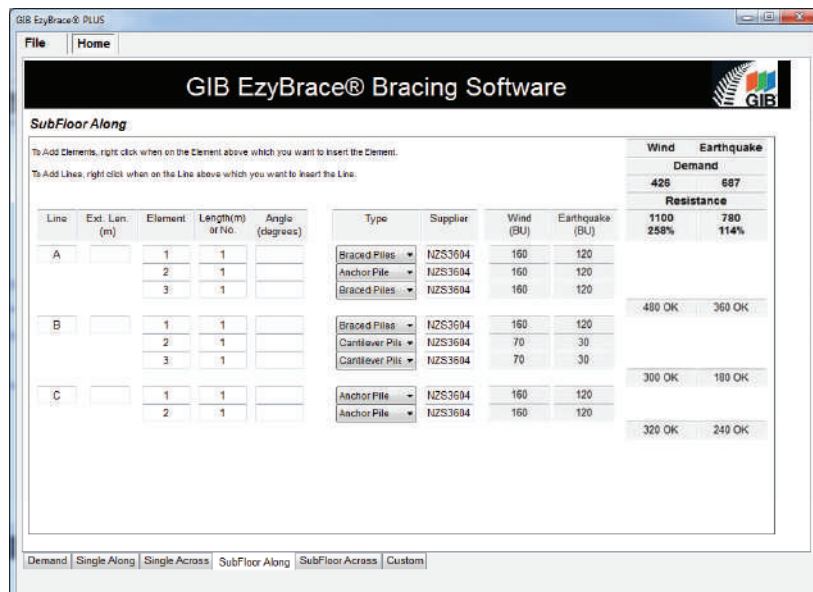 GIB EzyBrace® PLUS
File Home
GIB EzyBrace® Bracing Software
GIB
SubFloor Along
To Add Elements, right click when on the Element above which you want to insert the Element.
To Add Lines, right click when on the Line above which you want to insert the Line.
Wind Earthquake
Demand
426 687
Resistance
Line Ext. Len. (m) Element Length(m) or No. Angle (degrees) Type Supplier Wind (BU) Earthquake (BU) 1100 258% 780 114%
A 1 1 Braced Piles NZS3604 160 120
2 1 Anchor Pile NZS3604 160 120
3 1 Braced Piles NZS3604 160 120
480 OK 360 OK
B 1 1 Braced Piles NZS3604 160 120
2 1 Cantilever Pile NZS3604 70 30
3 1 Cantilever Pile NZS3604 70 30
300 OK 180 OK
C 1 1 Anchor Pile NZS3604 160 120
2 1 Anchor Pile NZS3604 160 120
320 OK 240 OK
Demand Single Along Single Across SubFloor Along SubFloor Across Custom